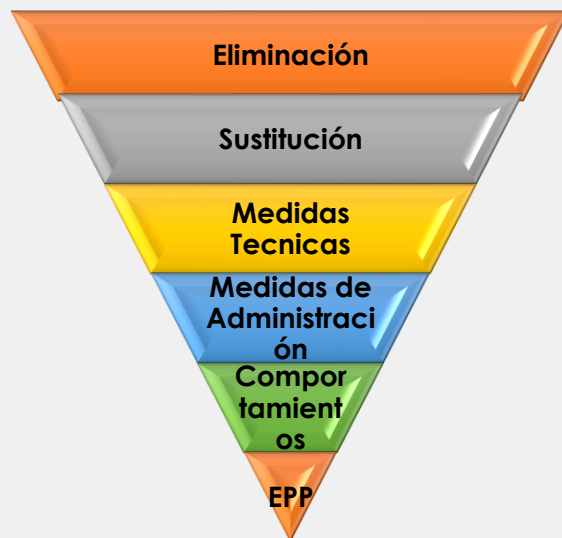 Eliminación
Sustitución
Medidas
Tecnicas
Medidas de
Administraci
ón
Compor
tamient
os
EPP